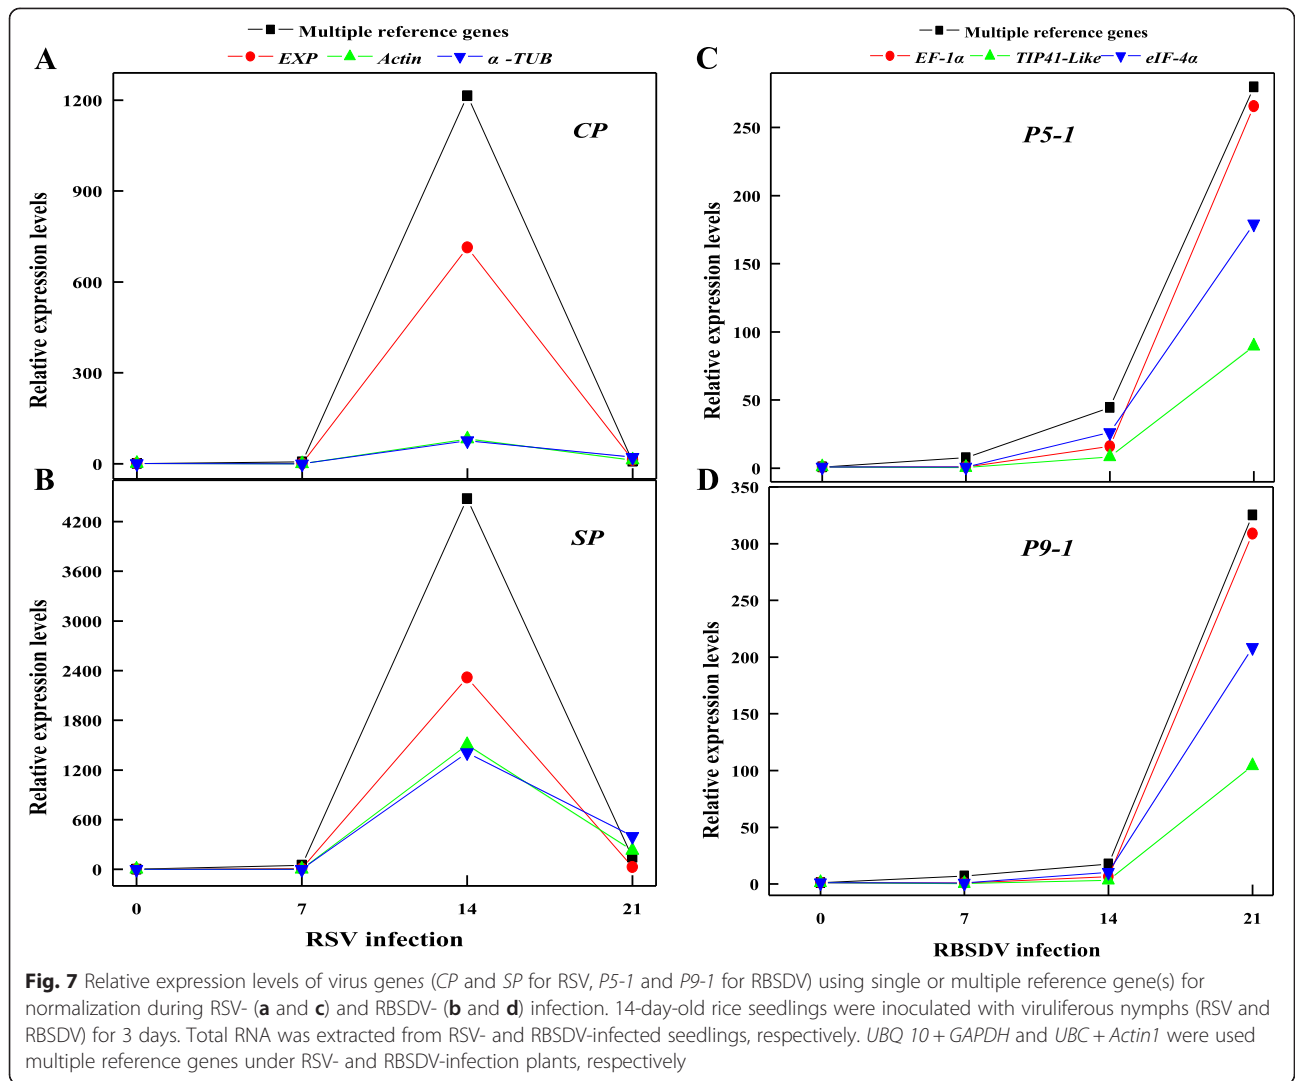 Multiple reference genes
EXP Actin α -TUB
A
1200
900
600
300
0
Relative expression levels
CP
B
4200
3600
3000
2400
1800
1200
600
0
Relative expression levels
SP
0 7 14 21
RSV infection
Multiple reference genes
EF-1α TIP41-Like eIF-4α
C
250
200
150
100
50
0
Relative expression levels
P5-1
D
350
300
250
200
150
100
50
0
Relative expression levels
P9-1
0 7 14 21
RBSDV infection
Fig. 7 Relative expression levels of virus genes (CP and SP for RSV, P5-1 and P9-1 for RBSDV) using single or multiple reference gene(s) for
normalization during RSV- (a and c) and RBSDV- (b and d) infection. 14-day-old rice seedlings were inoculated with viruliferous nymphs (RSV and
RBSDV) for 3 days. Total RNA was extracted from RSV- and RBSDV-infected seedlings, respectively. UBQ 10 + GAPDH and UBC + Actin1 were used
multiple reference genes under RSV- and RBSDV-infection plants, respectively